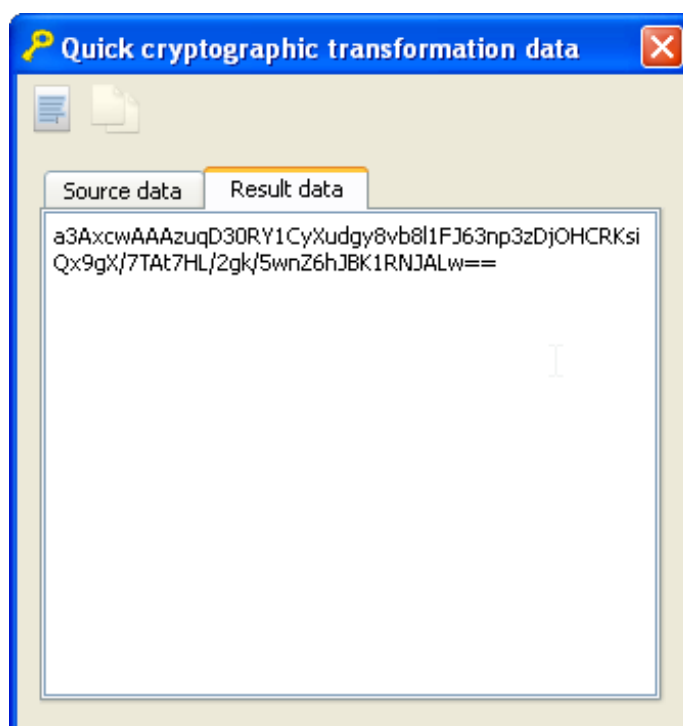 Quick cryptographic transformation data
Source data
Result data
a3AxcwAAAzuqD30RY1CyXudgy8vb8l1FJ63np3zDjOHCRKsi
Qx9gX/7TAt7HL/2gk/5wnZ6hJBK1RNJALw==